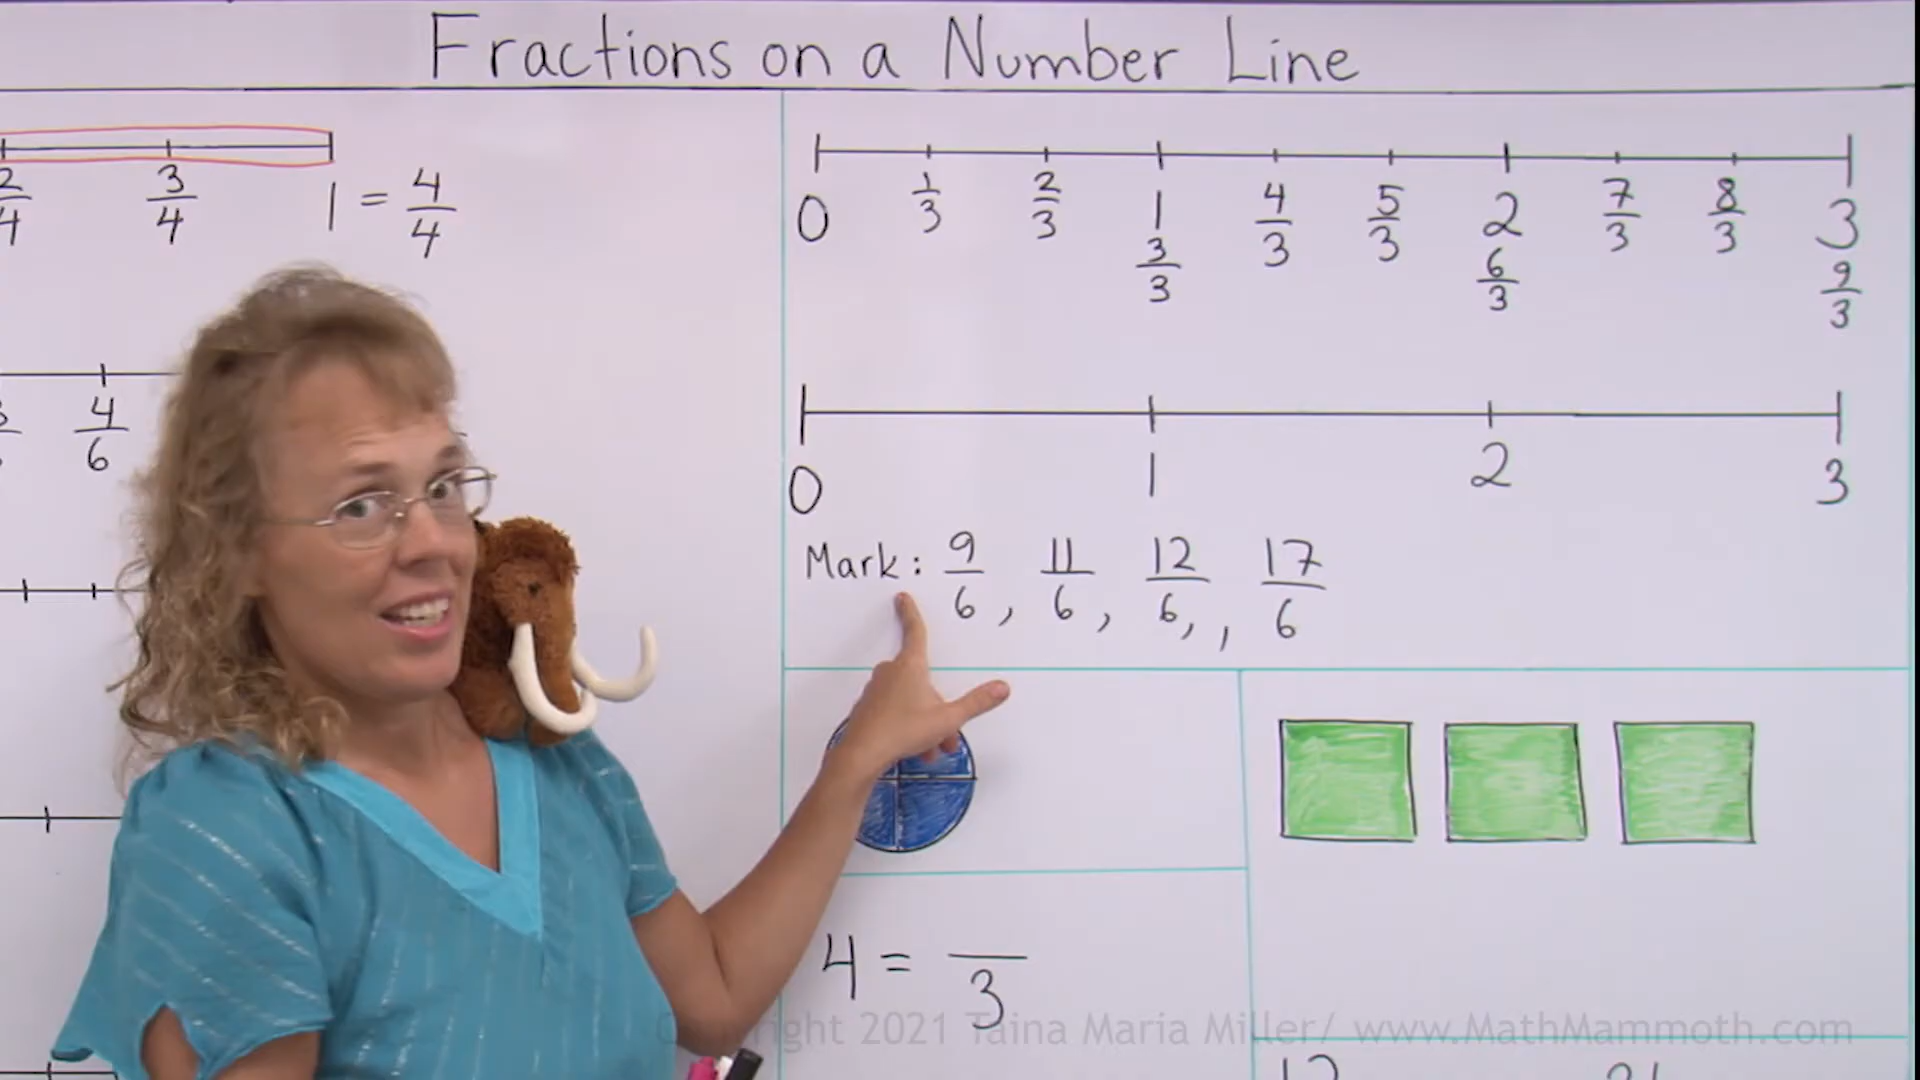 Fractions on a Number Line
2/4 3/4 1 = 4/4
4/6
0 1/3 2/3 1 4/3 5/3 2 7/3 8/3 3
3/3 6/3 9/3
0 1 2 3
Mark: 9/6, 11/6, 12/6,, 17/6
4 = __/3
Copyright 2021 Taina Maria Miller/ www.MathMammoth.com